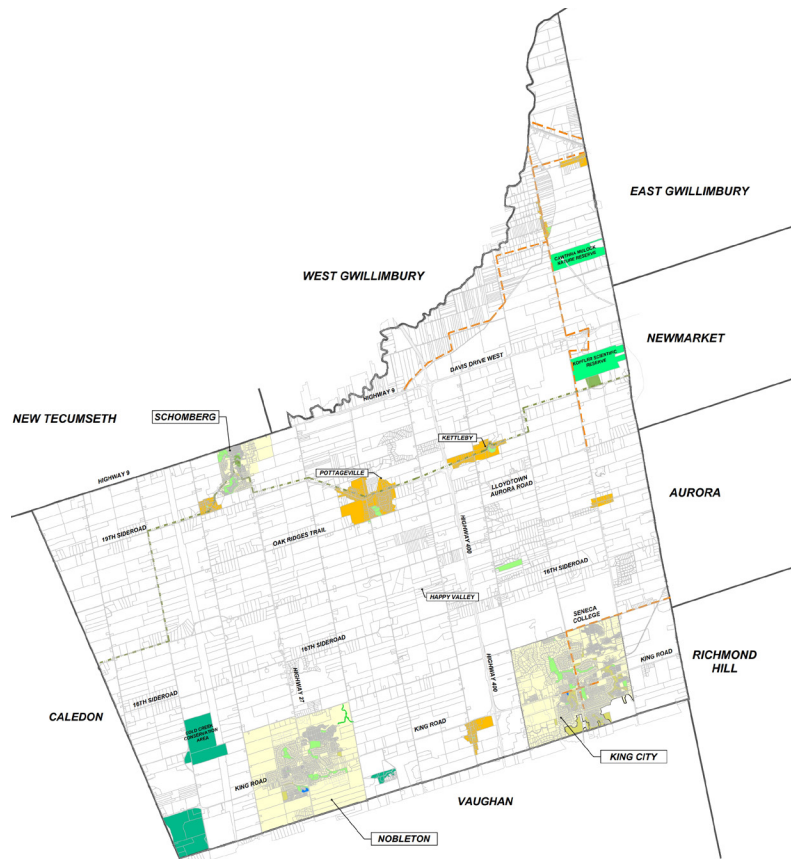 EAST GWILLIMBURY
CAWTHRA MULOCK
NATURE RESERVE
WEST GWILLIMBURY
NEWMARKET
DAVIS DRIVE WEST
KOFFLER SCIENTIFIC
RESERVE
HIGHWAY 9
NEW TECUMSETH
SCHOMBERG
KETTLEBY
HIGHWAY 9
POTTAGEVILLE
LLOYDTOWN
AURORA ROAD
AURORA
19TH SIDEROAD
OAK RIDGES TRAIL
HIGHWAY 400
16TH SIDEROAD
HAPPY VALLEY
SENECA
COLLEGE
16TH SIDEROAD
KING ROAD
RICHMOND
HILL
HIGHWAY 400
HIGHWAY 27
16TH SIDEROAD
CALEDON
COLD CREEK
CONSERVATION
AREA
KING ROAD
KING CITY
KING ROAD
VAUGHAN
NOBLETON